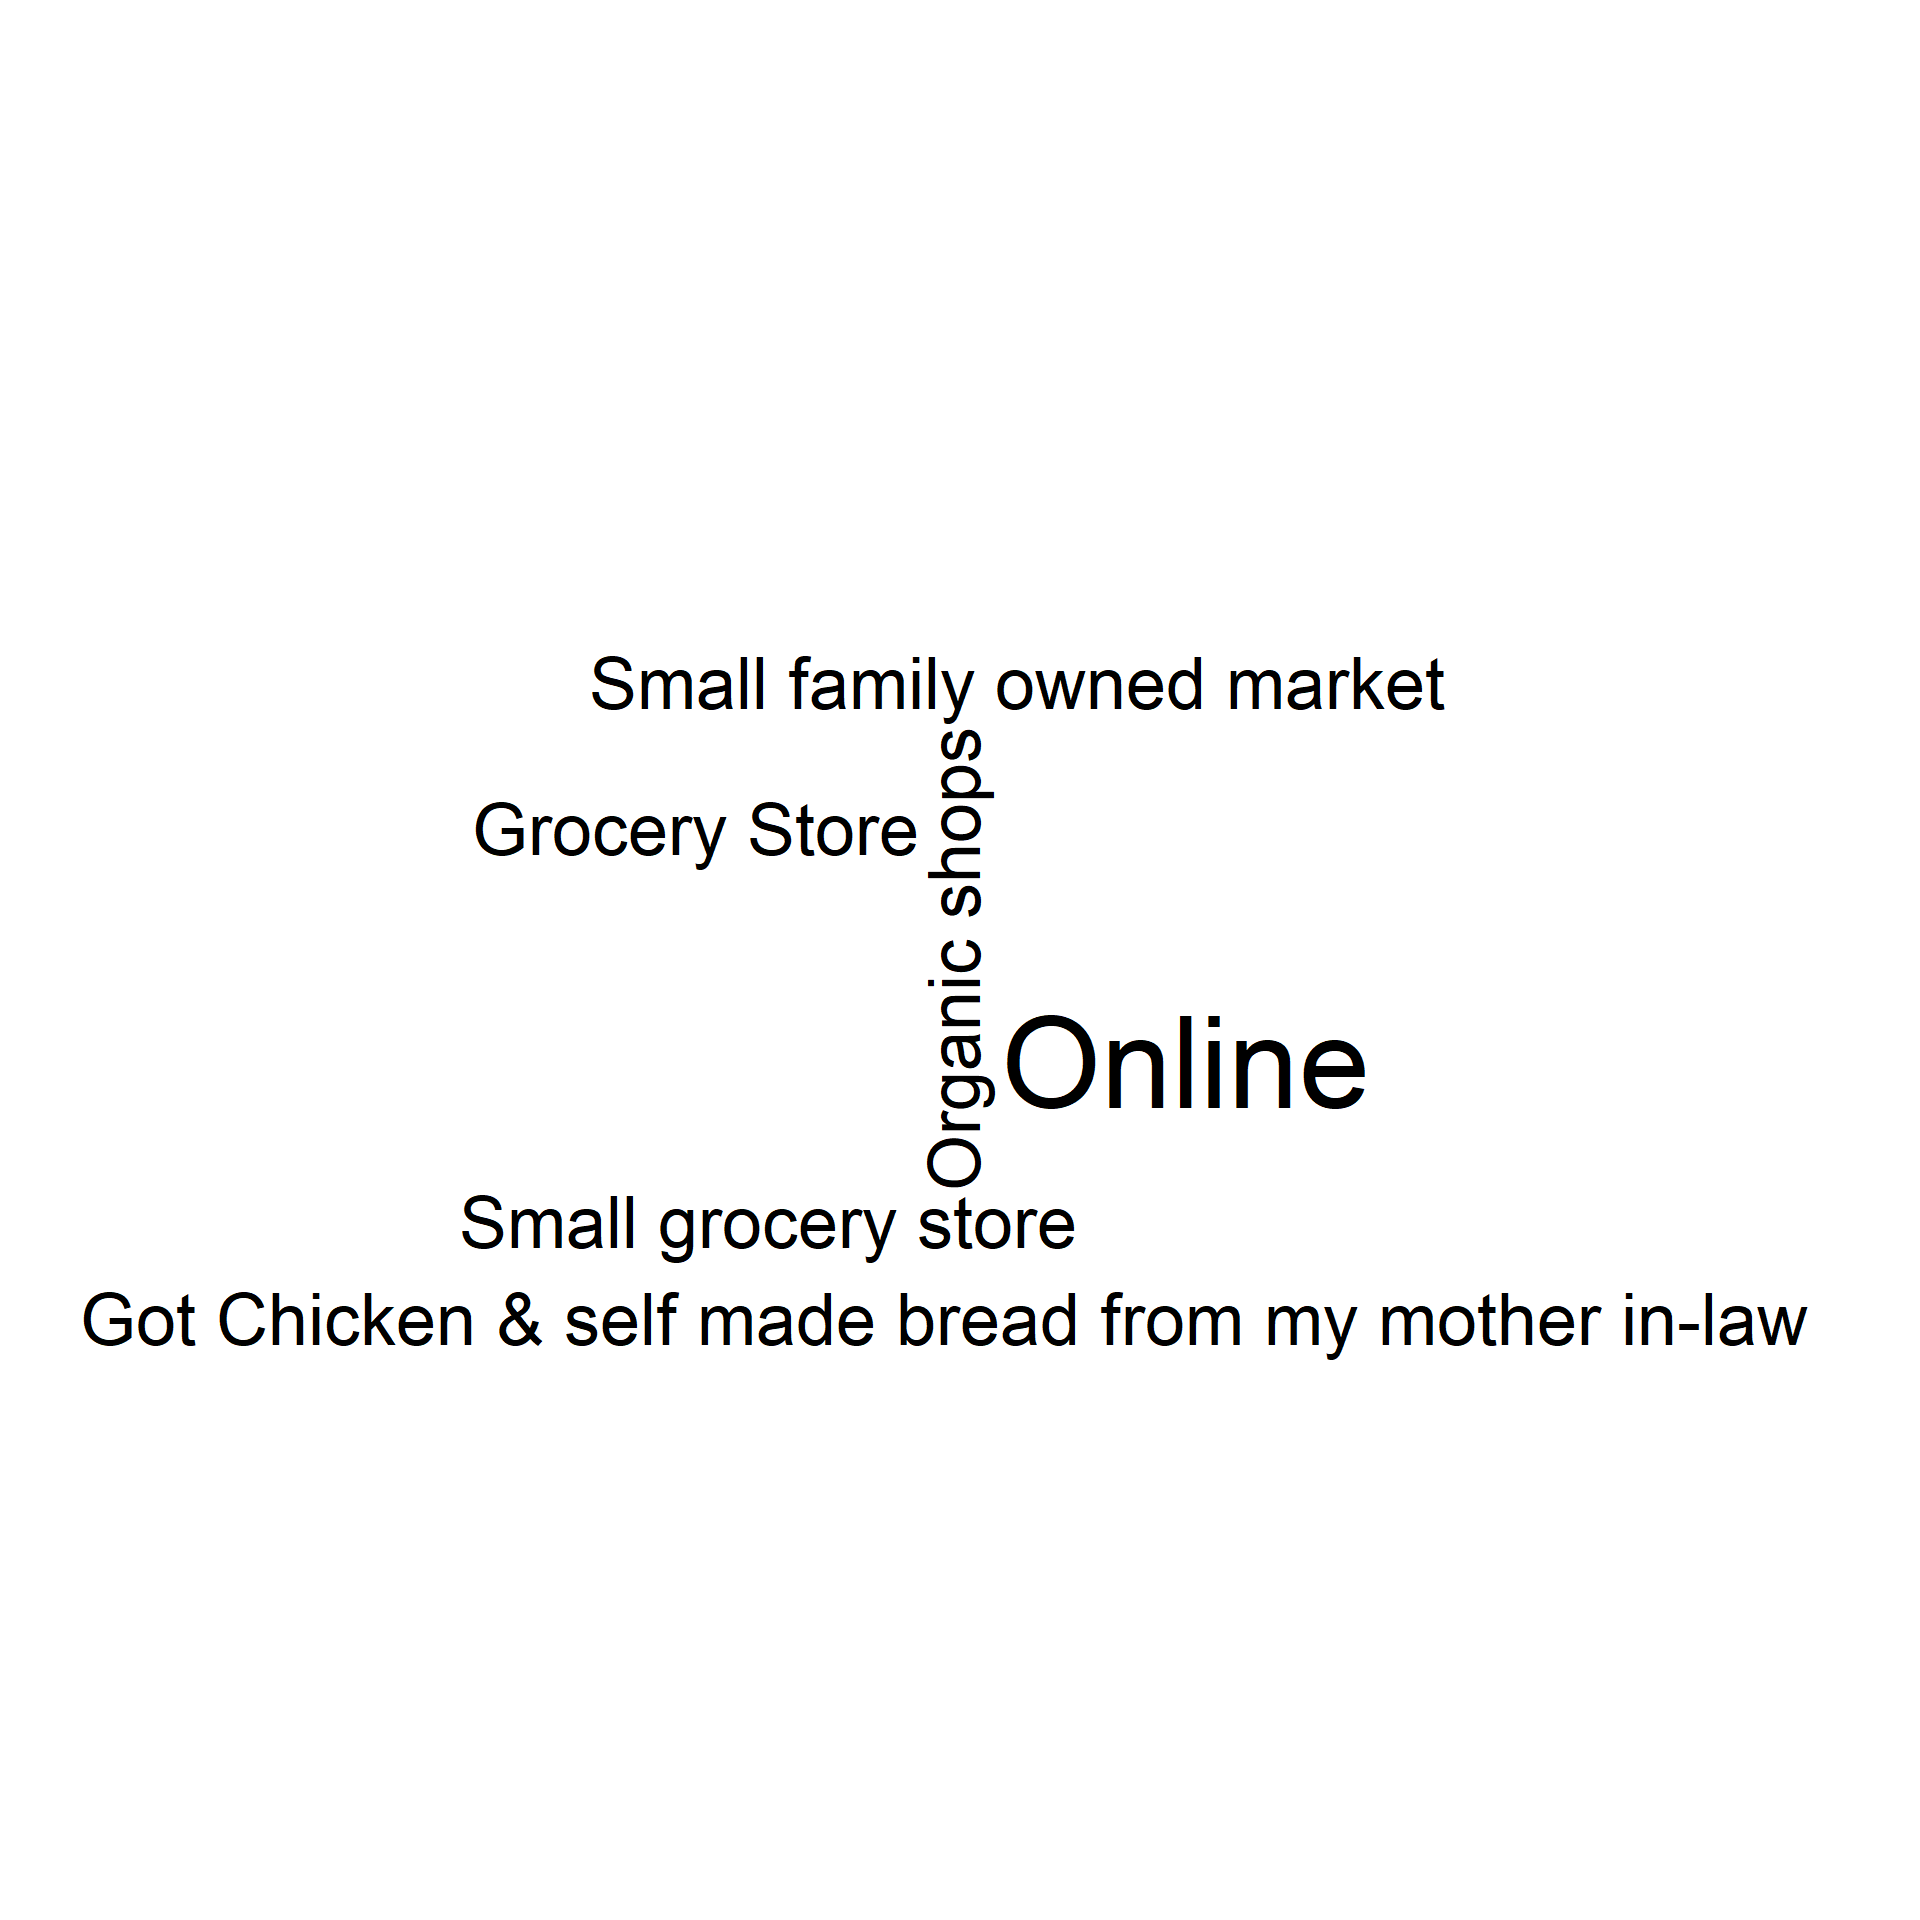 Small family owned market
Grocery Store
Organic shops
Online
Small grocery store
Got Chicken & self made bread from my mother in-law